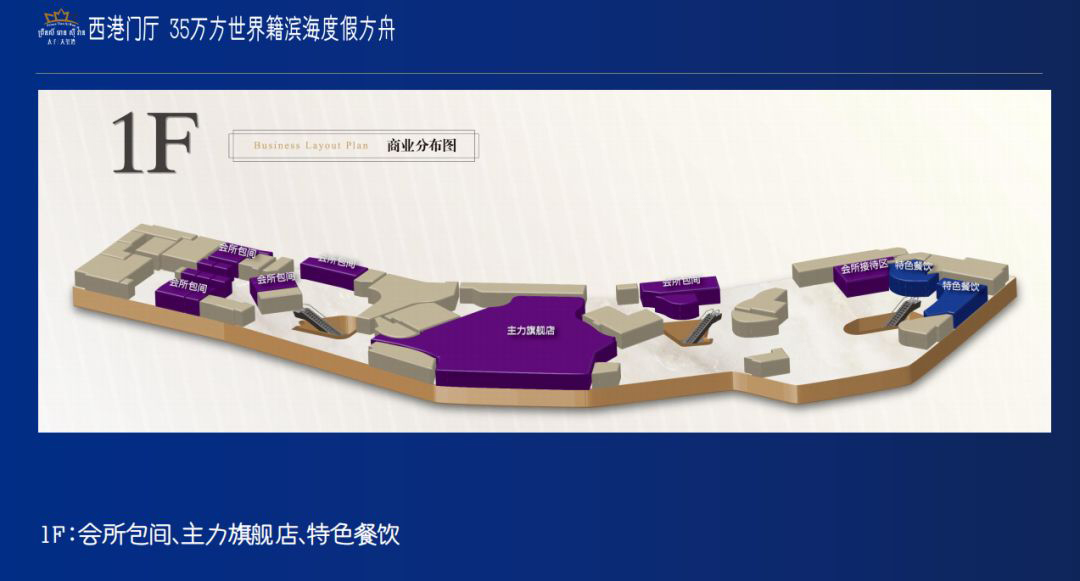 西港门厅 35万方世界籍滨海度假方舟
1F
Business Layout Plan 商业分布图
会所包间
会所包间
会所包间
会所包间
会所包间
主力旗舰店
会所接待区
特色餐饮
特色餐饮
1F:会所包间、主力旗舰店、特色餐饮